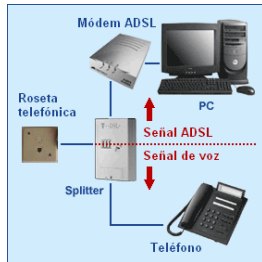 Módem ADSL
Roseta
telefónica
PC
Señal ADSL
Señal de voz
Splitter
Teléfono